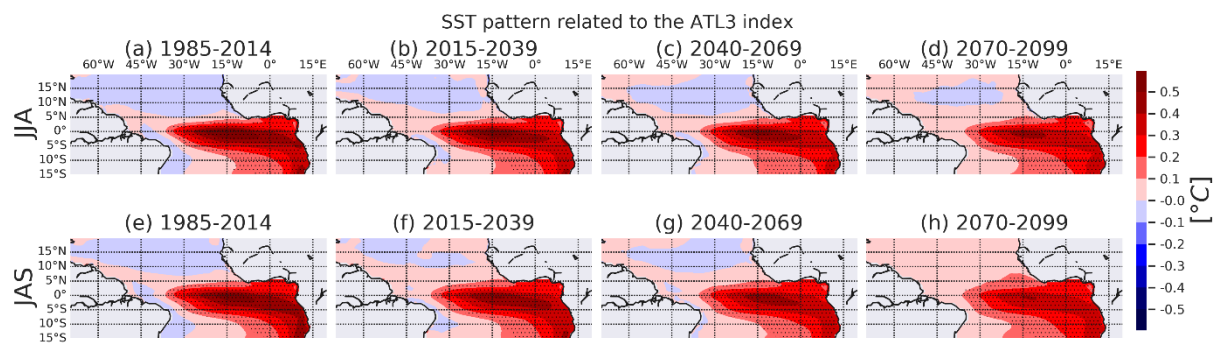 SST pattern related to the ATL3 index
(a) 1985-2014 (b) 2015-2039 (c) 2040-2069 (d) 2070-2099
60°W 45°W 30°W 15°W 0° 15°E 60°W 45°W 30°W 15°W 0° 15°E 60°W 45°W 30°W 15°W 0° 15°E 60°W 45°W 30°W 15°W 0° 15°E
JJA
15°N
10°N
5°N
0°
5°S
10°S
15°S
(e) 1985-2014 (f) 2015-2039 (g) 2040-2069 (h) 2070-2099
JAS
15°N
10°N
5°N
0°
5°S
10°S
15°S
0.5
0.4
0.3
0.2
0.1
-0.0
-0.1
-0.2
-0.3
-0.4
-0.5
[°C]